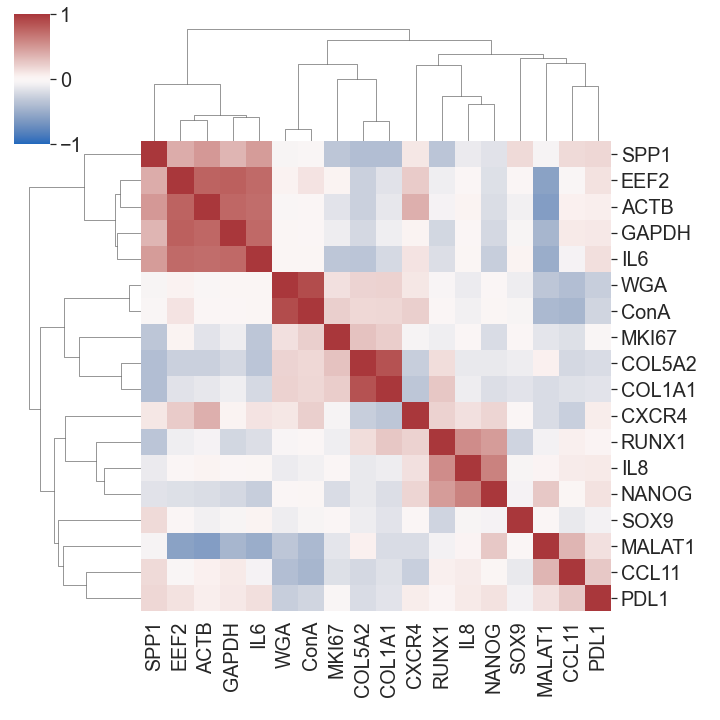 1
0
−1
SPP1
EEF2
ACTB
GAPDH
IL6
WGA
ConA
MKI67
COL5A2
COL1A1
CXCR4
RUNX1
IL8
NANOG
SOX9
MALAT1
CCL11
PDL1
SPP1
EEF2
ACTB
GAPDH
IL6
WGA
ConA
MKI67
COL5A2
COL1A1
CXCR4
RUNX1
IL8
NANOG
SOX9
MALAT1
CCL11
PDL1